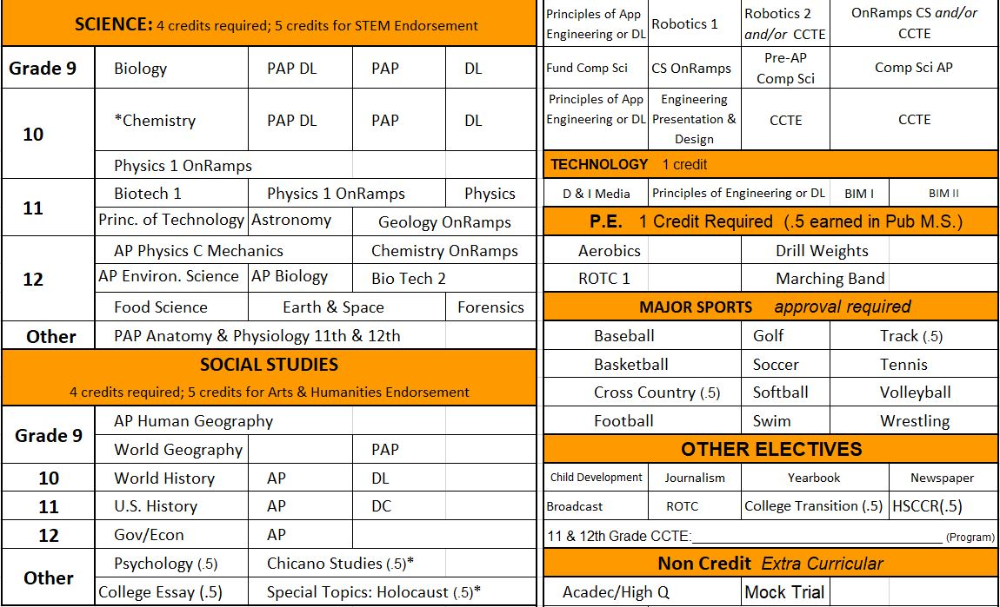 SCIENCE: 4 credits required; 5 credits for STEM Endorsement
Grade 9 Biology PAP DL PAP DL
10 *Chemistry PAP DL PAP DL
Physics 1 OnRamps
11 Biotech 1 Physics 1 OnRamps Physics
Princ. of Technology Astronomy Geology OnRamps
12 AP Physics C Mechanics Chemistry OnRamps
AP Environ. Science AP Biology Bio Tech 2
Food Science Earth & Space Forensics
Other PAP Anatomy & Physiology 11th & 12th
SOCIAL STUDIES
4 credits required; 5 credits for Arts & Humanities Endorsement
Grade 9 AP Human Geography
World Geography PAP
10 World History AP DL
11 U.S. History AP DC
12 Gov/Econ AP
Other Psychology (.5) Chicano Studies (.5)*
College Essay (.5) Special Topics: Holocaust (.5)*
Principles of App
Engineering or DL
Robotics 1
Robotics 2
and/or CCTE
OnRamps CS and/or
CCTE
Fund Comp Sci
CS OnRamps
Pre-AP
Comp Sci
Comp Sci AP
Principles of App
Engineering or DL
Engineering
Presentation &
Design
CCTE
CCTE
TECHNOLOGY 1 credit
D & I Media Principles of Engineering or DL BIM I BIM II
P.E. 1 Credit Required (.5 earned in Pub M.S.)
Aerobics Drill Weights
ROTC 1 Marching Band
MAJOR SPORTS approval required
Baseball Golf Track (.5)
Basketball Soccer Tennis
Cross Country (.5) Softball Volleyball
Football Swim Wrestling
OTHER ELECTIVES
Child Development Journalism Yearbook Newspaper
Broadcast ROTC College Transition (.5) HSCCR(.5)
11 & 12th Grade CCTE:______________________________ (Program)
Non Credit Extra Curricular
Acadec/High Q Mock Trial